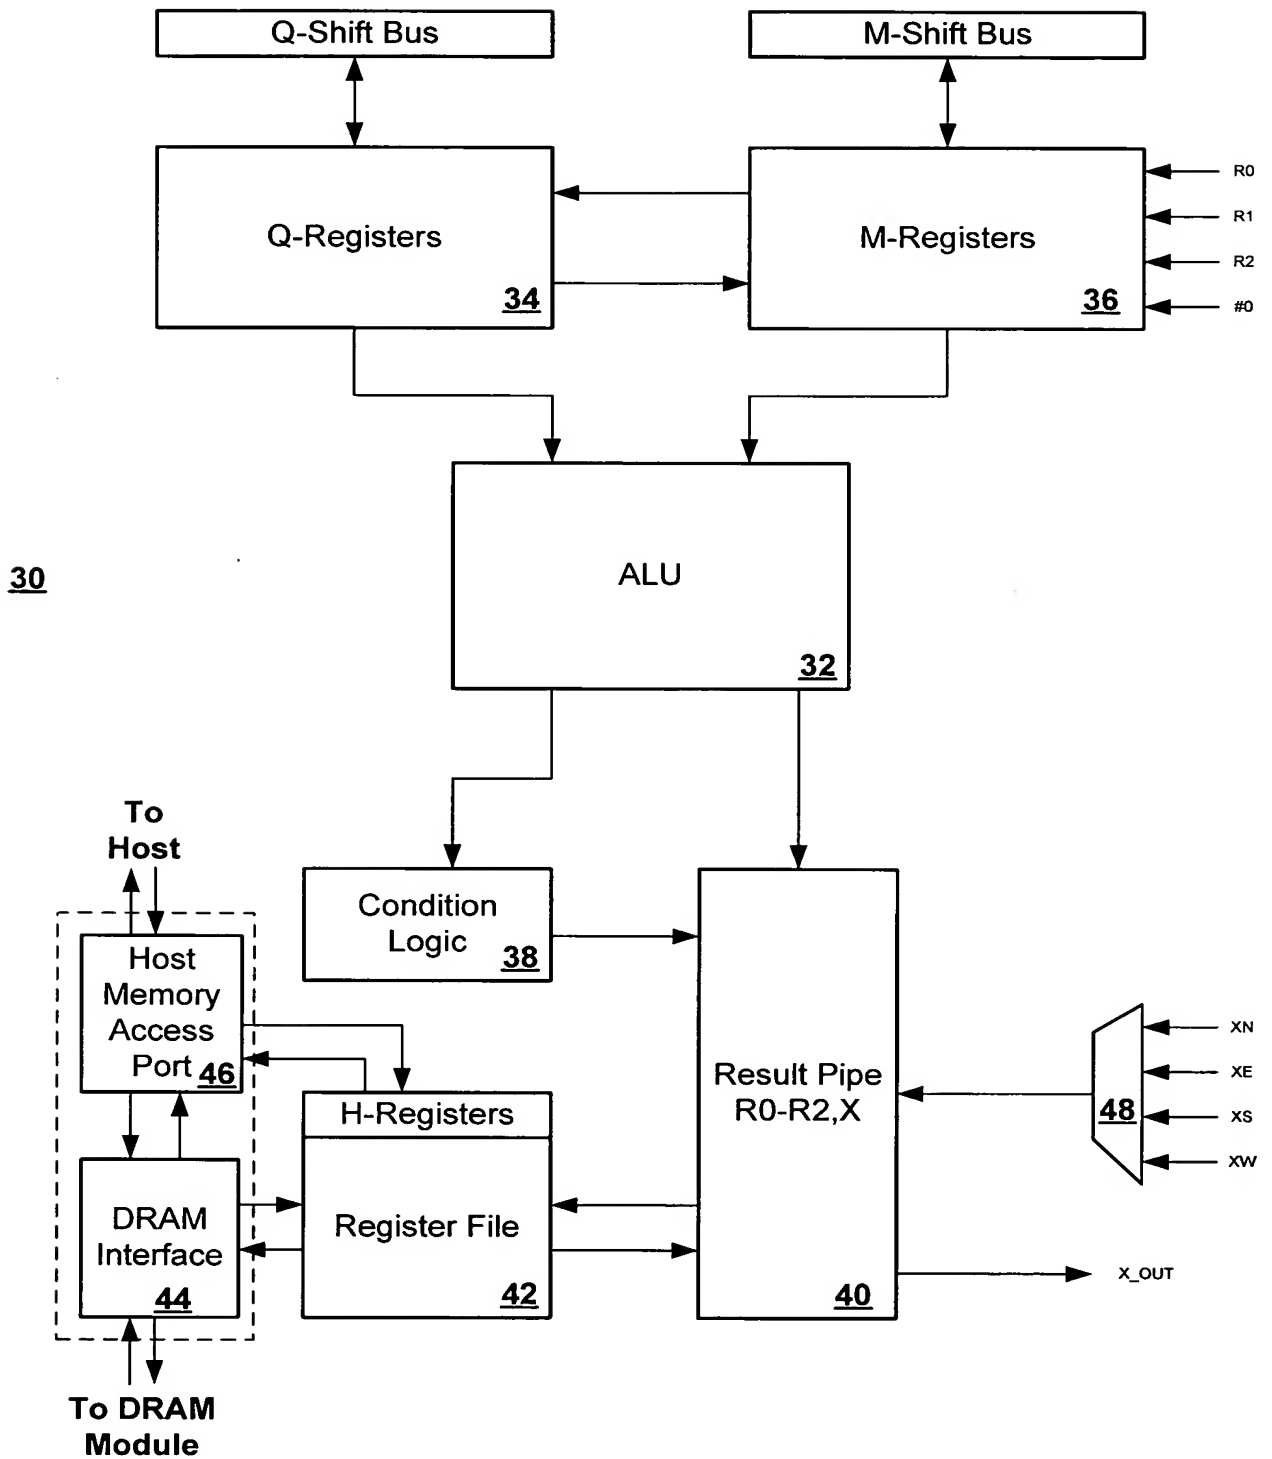 Q-Shift Bus
M-Shift Bus
Q-Registers
34
M-Registers
36
R0
R1
R2
#0
30
ALU
32
To
Host
Host
Memory
Access
Port
46
Condition
Logic
38
H-Registers
Register File
42
DRAM
Interface
44
To DRAM
Module
Result Pipe
R0-R2,X
40
48
XN
XE
XS
XW
X_OUT